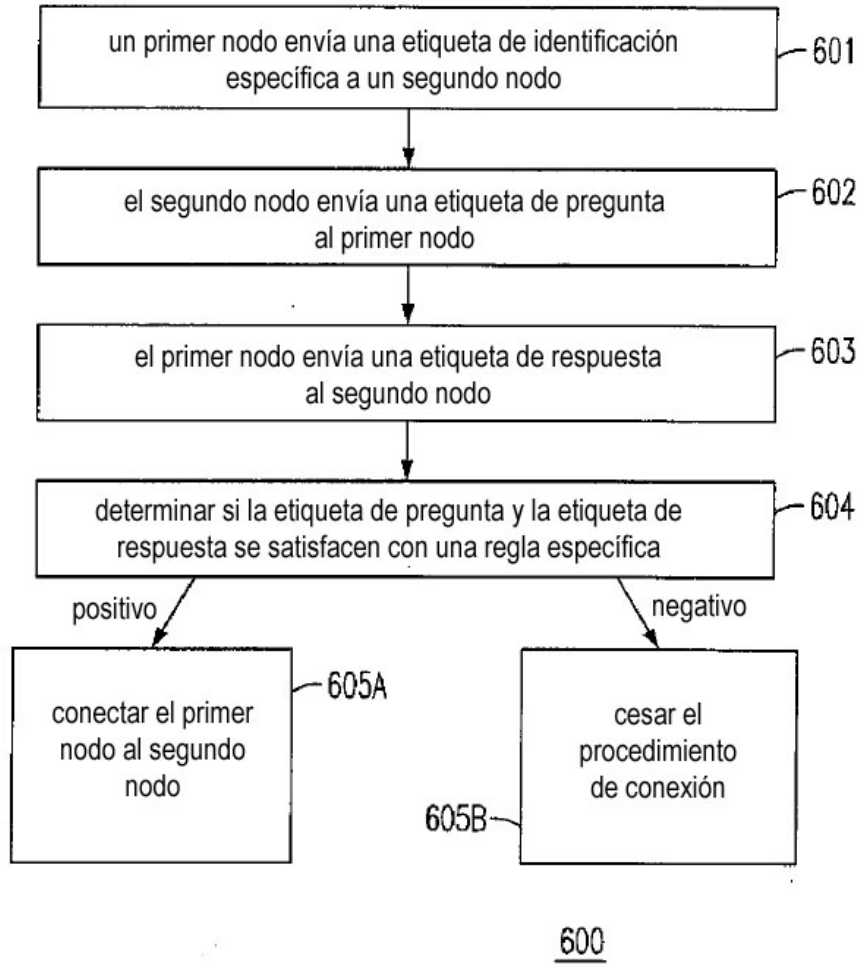 un primer nodo envía una etiqueta de identificación
específica a un segundo nodo
601
el segundo nodo envía una etiqueta de pregunta
al primer nodo
602
el primer nodo envía una etiqueta de respuesta
al segundo nodo
603
determinar si la etiqueta de pregunta y la etiqueta de
respuesta se satisfacen con una regla específica
604
positivo
negativo
conectar el primer
nodo al segundo
nodo
605A
cesar el
procedimiento
de conexión
605B
600